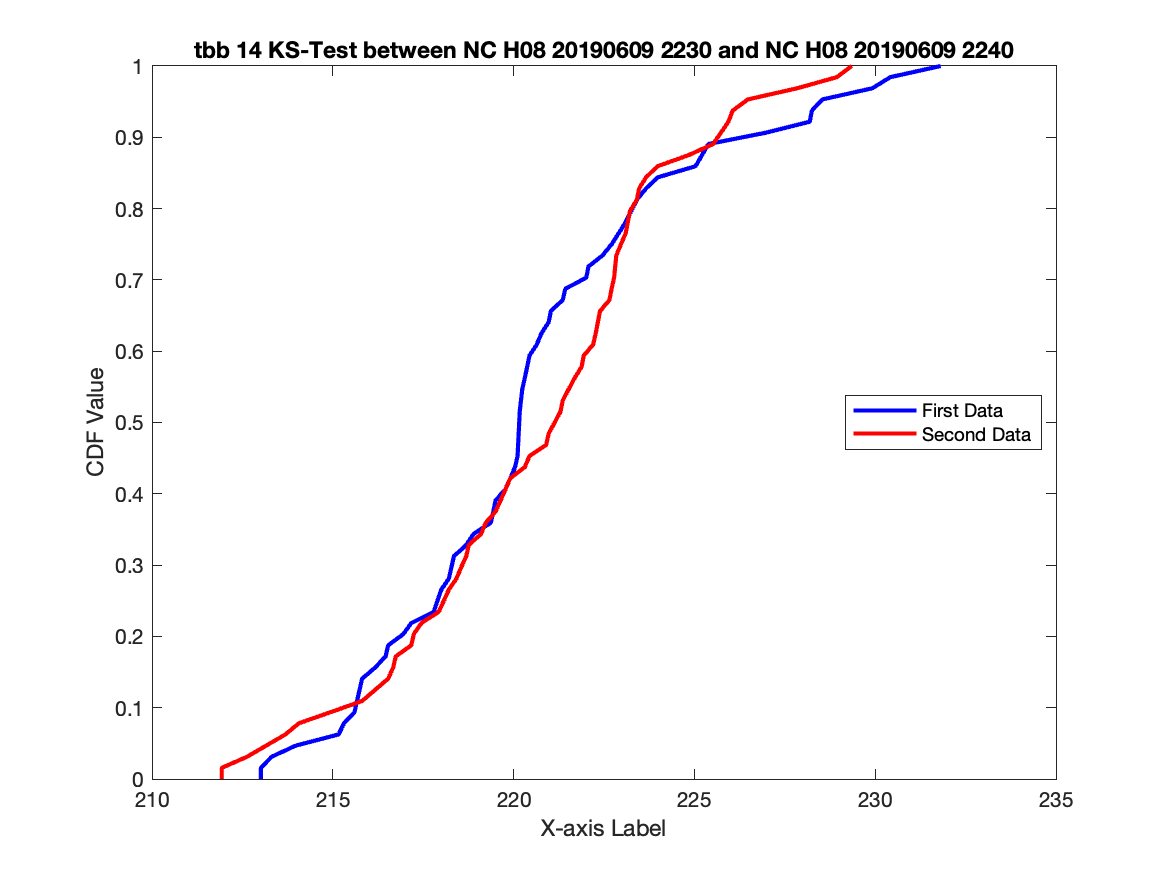 tbb 14 KS-Test between NC H08 20190609 2230 and NC H08 20190609 2240
1
0.9
0.8
0.7
0.6
0.5
0.4
0.3
0.2
0.1
0
CDF Value
First Data
Second Data
210 215 220 225 230 235
X-axis Label